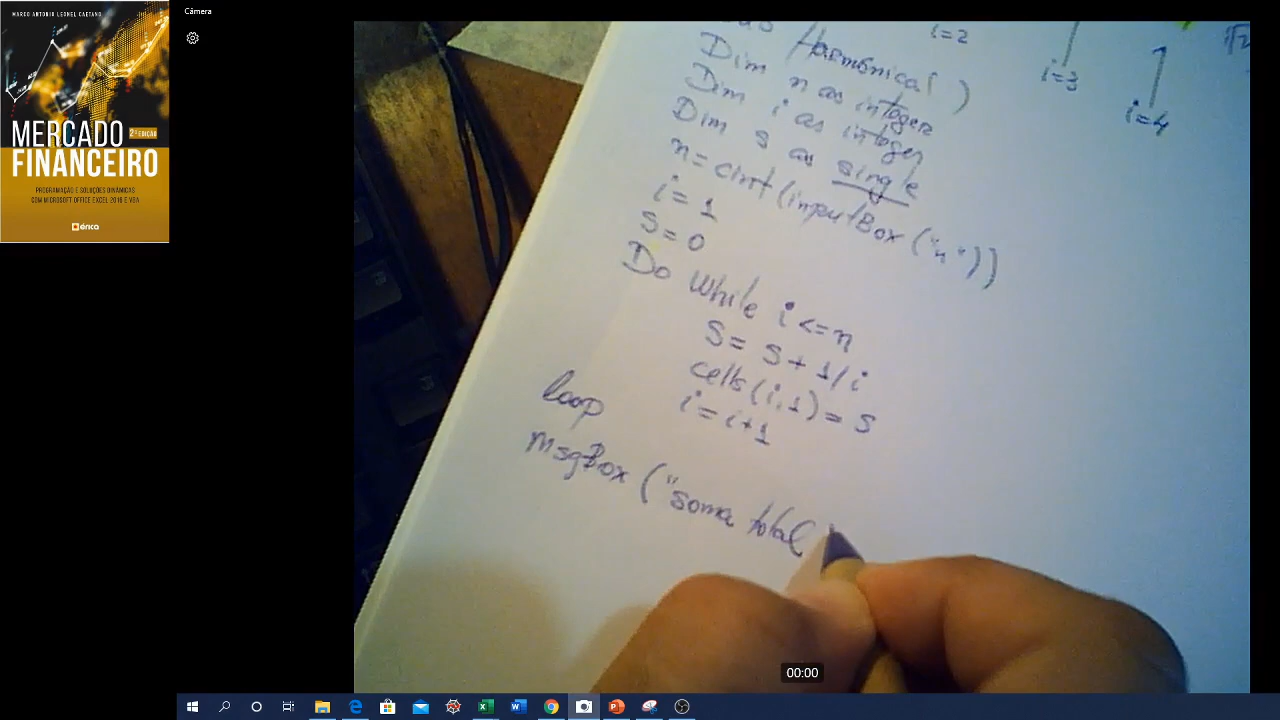 MARCO ANTONIO LEONEL CAETANO
MERCADO
2ª EDIÇÃO
FINANCEIRO
PROGRAMAÇÃO E SOLUÇÕES DINÂMICAS
COM MICROSOFT OFFICE EXCEL 2016 E VBA
érica
Câmera
i=2
i=3
i=4
Harmônica( )
Dim n as integer
Dim i as integer
Dim s as single
n = cint (inputBox ("n"))
i = 1
S = 0
Do While i <= n
S = S + 1/i
cells (i,1) = S
i = i+1
loop
MsgBox ("soma total
00:00